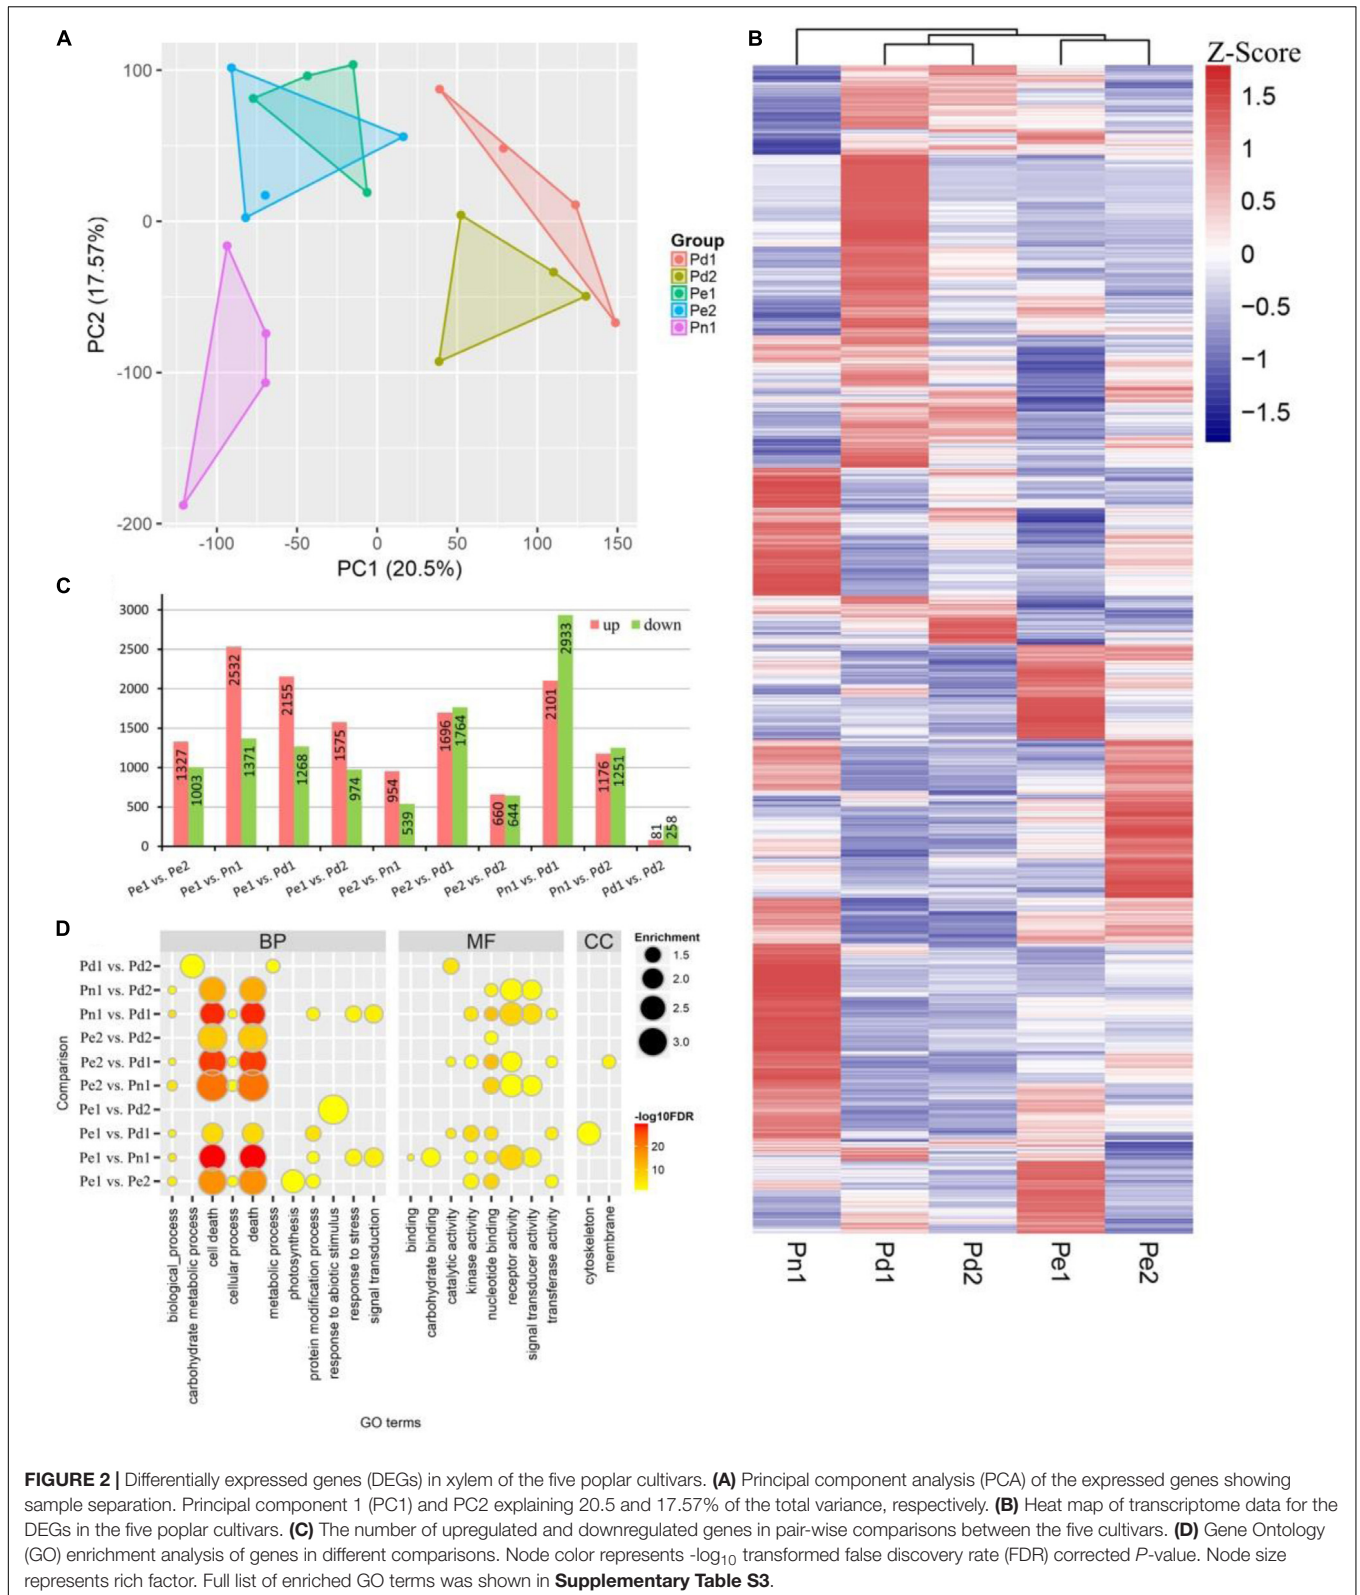 A
100
0
-100
-200
PC2 (17.57%)
-100
-50
0
50
100
150
PC1 (20.5%)
Group
Pd1
Pd2
Pe1
Pe2
Pn1
B
Z-Score
1.5
1
0.5
0
−0.5
−1
−1.5
Pn1
Pd1
Pd2
Pe1
Pe2
C
3000
2500
2000
1500
1000
500
0
up
down
1327
1003
2532
1371
2155
1268
1575
974
954
539
1696
1764
660
644
2101
2933
1176
1251
81
258
Pe1 vs. Pe2
Pe1 vs. Pn1
Pe1 vs. Pd1
Pe1 vs. Pd2
Pe2 vs. Pn1
Pe2 vs. Pd1
Pe2 vs. Pd2
Pn1 vs. Pd1
Pn1 vs. Pd2
Pd1 vs. Pd2
D
BP
MF
CC
Comparison
Pd1 vs. Pd2
Pn1 vs. Pd2
Pn1 vs. Pd1
Pe2 vs. Pd2
Pe2 vs. Pd1
Pe2 vs. Pn1
Pe1 vs. Pd2
Pe1 vs. Pd1
Pe1 vs. Pn1
Pe1 vs. Pe2
biological_process
carbohydrate metabolic process
cell death
cellular process
death
metabolic process
photosynthesis
protein modification process
response to abiotic stimulus
response to stress
signal transduction
binding
carbohydrate binding
catalytic activity
kinase activity
nucleotide binding
receptor activity
signal transducer activity
transferase activity
cytoskeleton
membrane
GO terms
Enrichment
1.5
2.0
2.5
3.0
-log10FDR
20
10
FIGURE 2 | Differentially expressed genes (DEGs) in xylem of the five poplar cultivars. (A) Principal component analysis (PCA) of the expressed genes showing
sample separation. Principal component 1 (PC1) and PC2 explaining 20.5 and 17.57% of the total variance, respectively. (B) Heat map of transcriptome data for the
DEGs in the five poplar cultivars. (C) The number of upregulated and downregulated genes in pair-wise comparisons between the five cultivars. (D) Gene Ontology
(GO) enrichment analysis of genes in different comparisons. Node color represents -log10 transformed false discovery rate (FDR) corrected P-value. Node size
represents rich factor. Full list of enriched GO terms was shown in Supplementary Table S3.